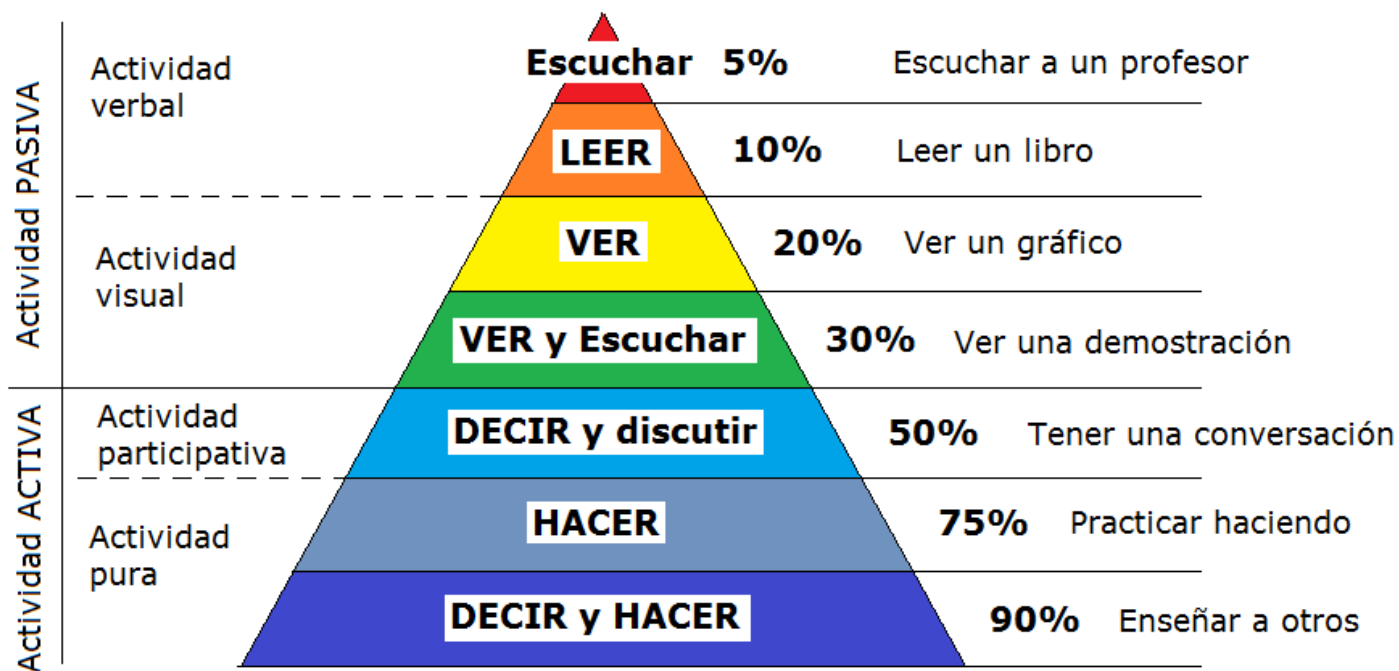 Actividad PASIVA
Actividad
verbal
Escuchar 5% Escuchar a un profesor
LEER 10% Leer un libro
Actividad
visual
VER 20% Ver un gráfico
VER y Escuchar 30% Ver una demostración
Actividad ACTIVA
Actividad
participativa
DECIR y discutir 50% Tener una conversación
Actividad
pura
HACER 75% Practicar haciendo
DECIR y HACER 90% Enseñar a otros